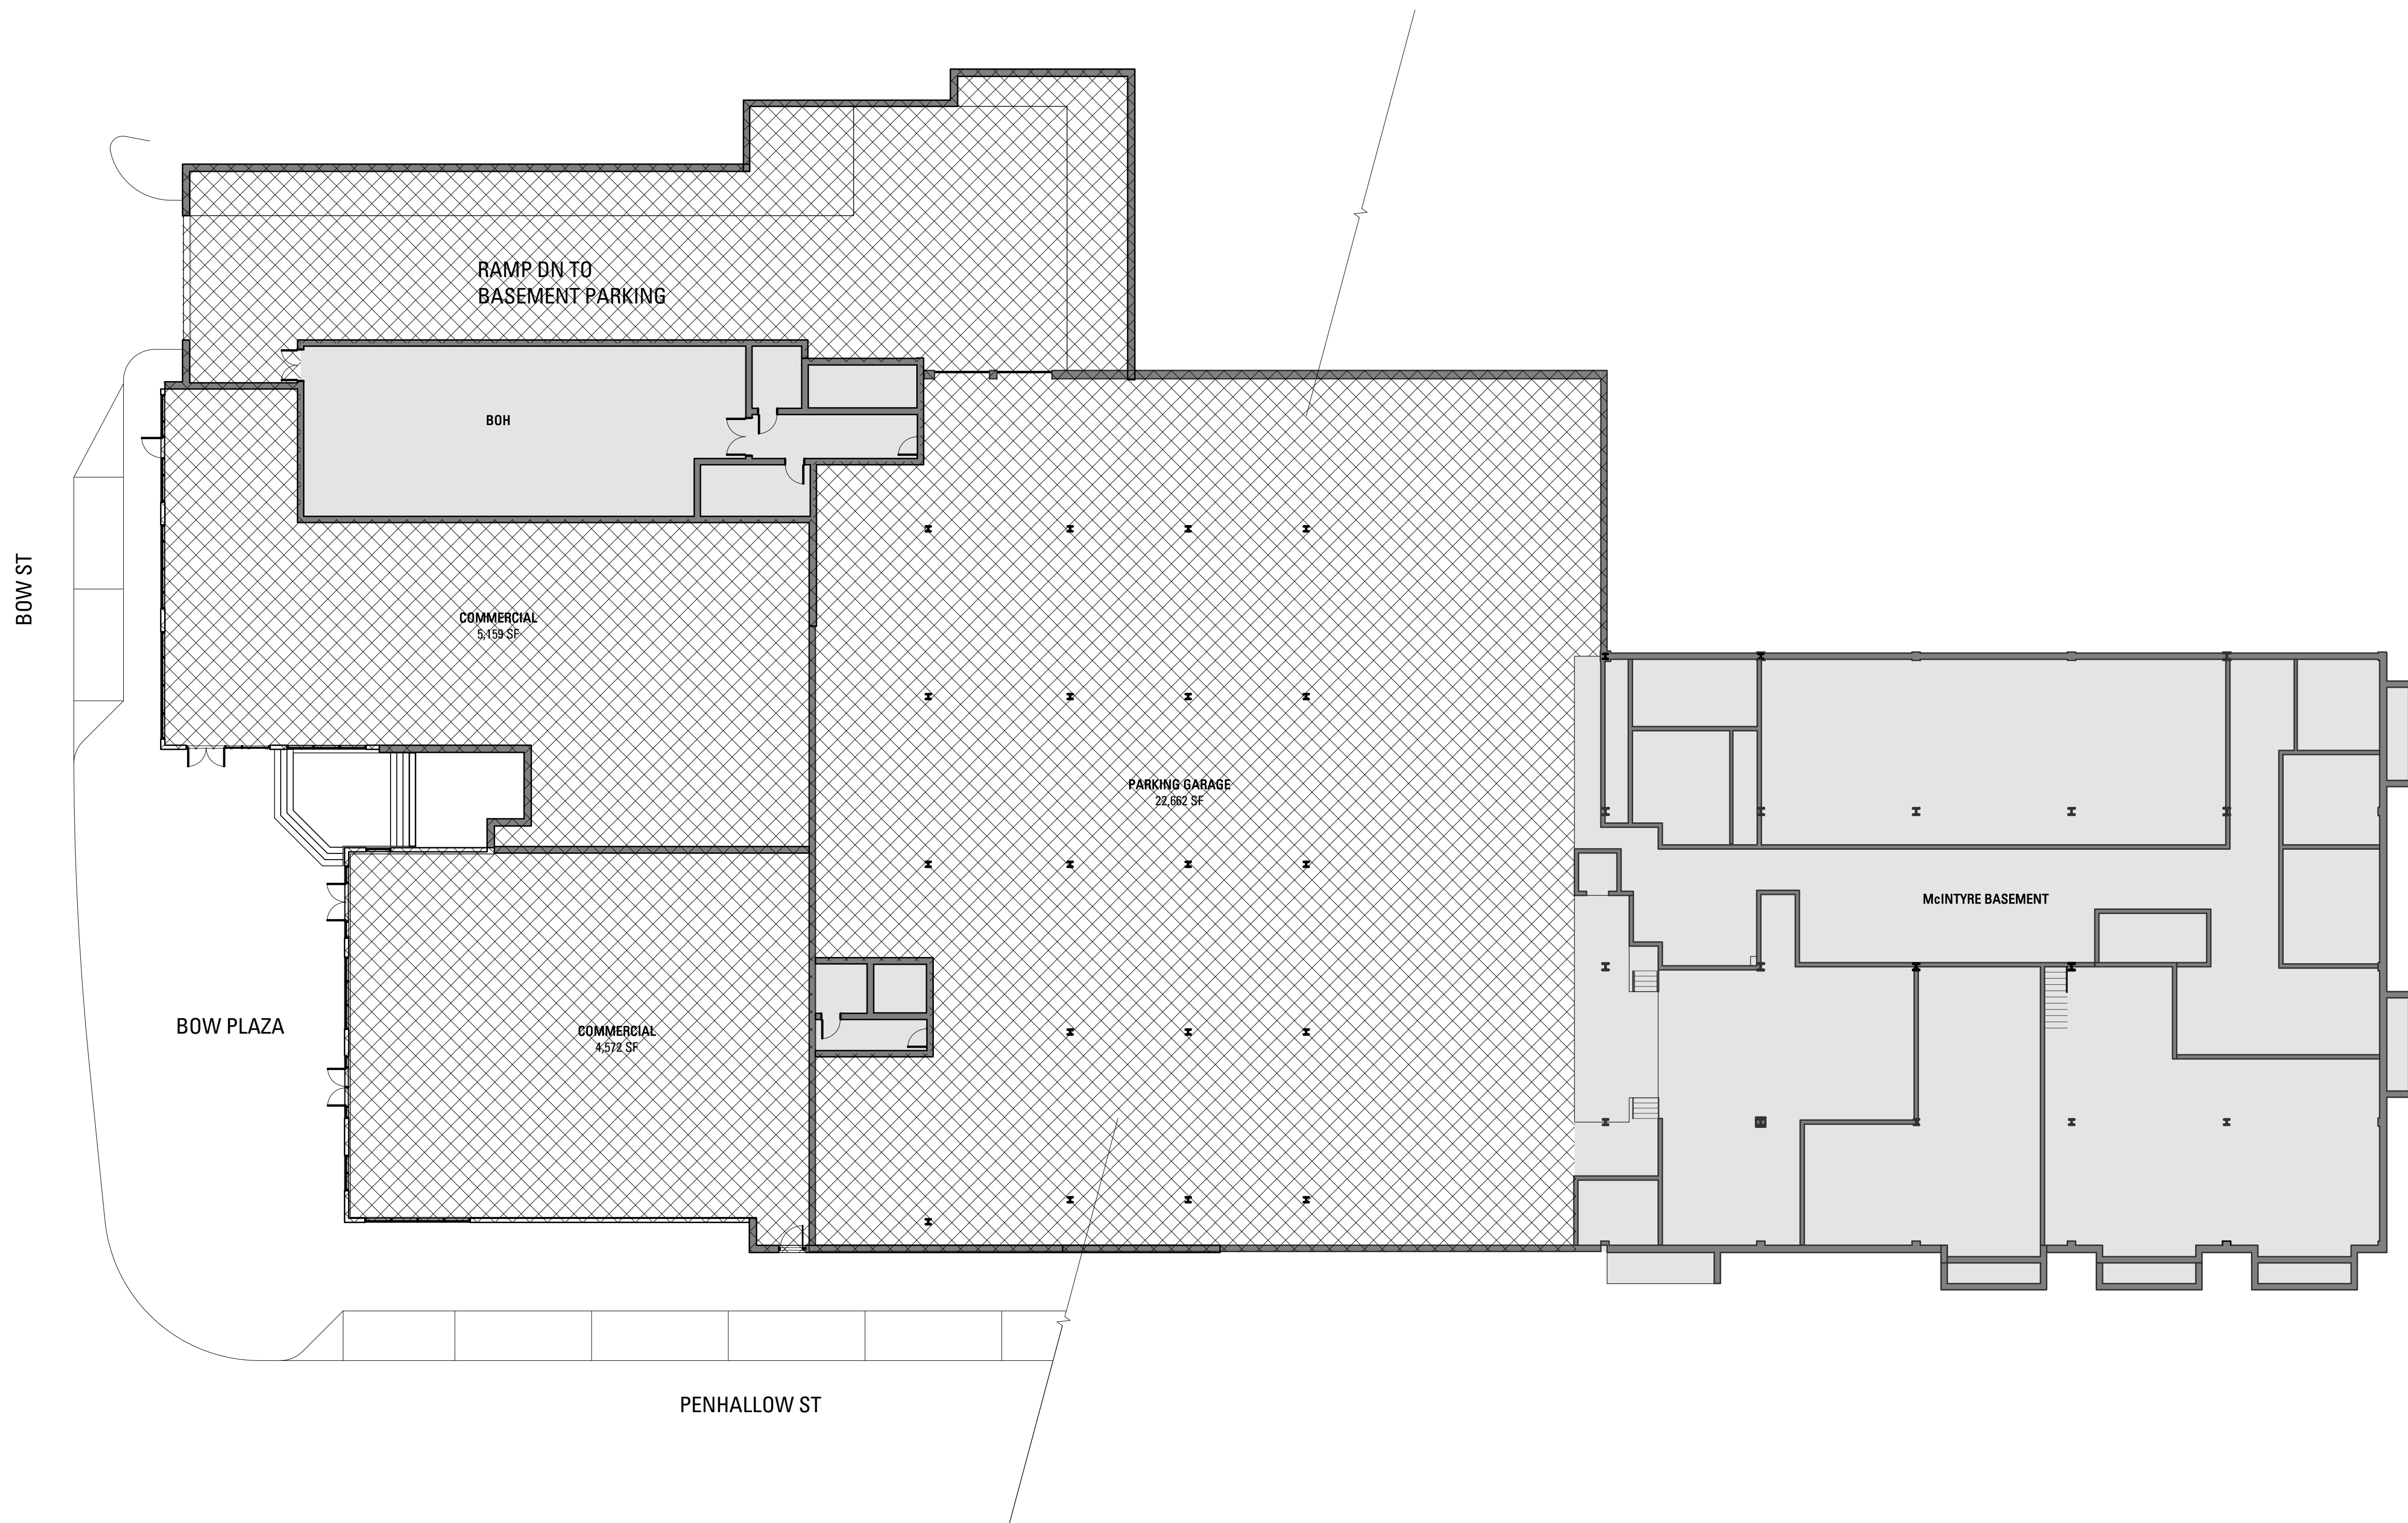 RAMP DN TO
BASEMENT PARKING
BOH
BOW ST
COMMERCIAL
5,159 SF
PARKING GARAGE
22,662 SF
McINTYRE BASEMENT
BOW PLAZA
COMMERCIAL
4,572 SF
PENHALLOW ST